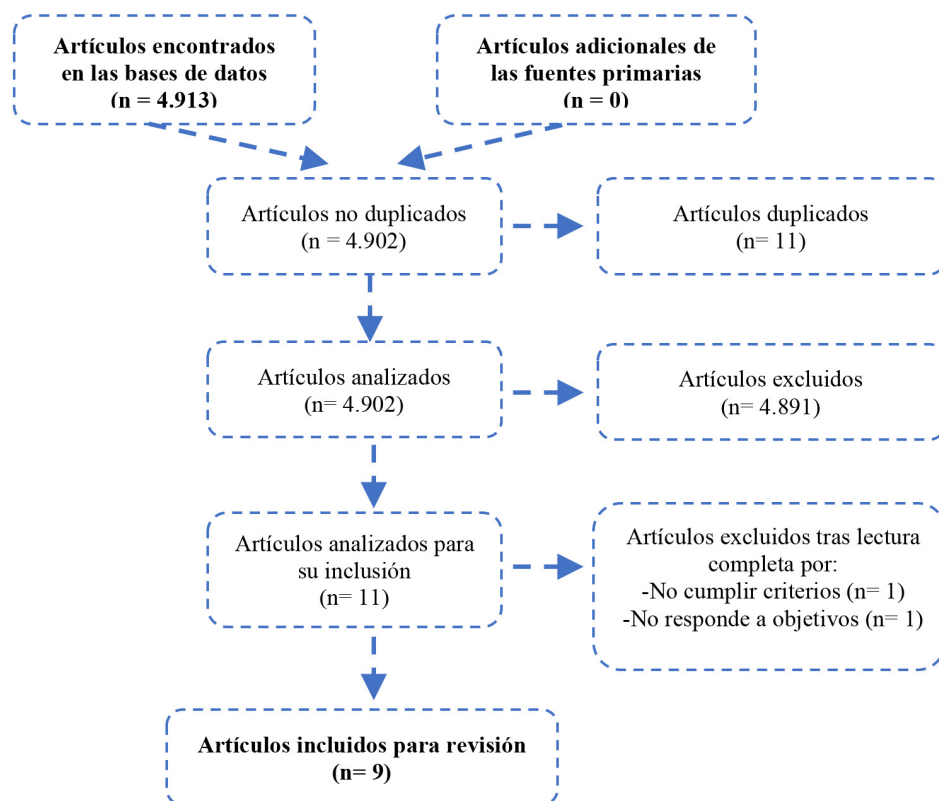 Artículos encontrados
en las bases de datos
(n = 4.913)
Artículos adicionales de
las fuentes primarias
(n = 0)
Artículos no duplicados
(n = 4.902)
Artículos duplicados
(n= 11)
Artículos analizados
(n= 4.902)
Artículos excluidos
(n= 4.891)
Artículos analizados para
su inclusión
(n= 11)
Artículos excluidos tras lectura
completa por:
-No cumplir criterios (n= 1)
-No responde a objetivos (n= 1)
Artículos incluidos para revisión
(n= 9)